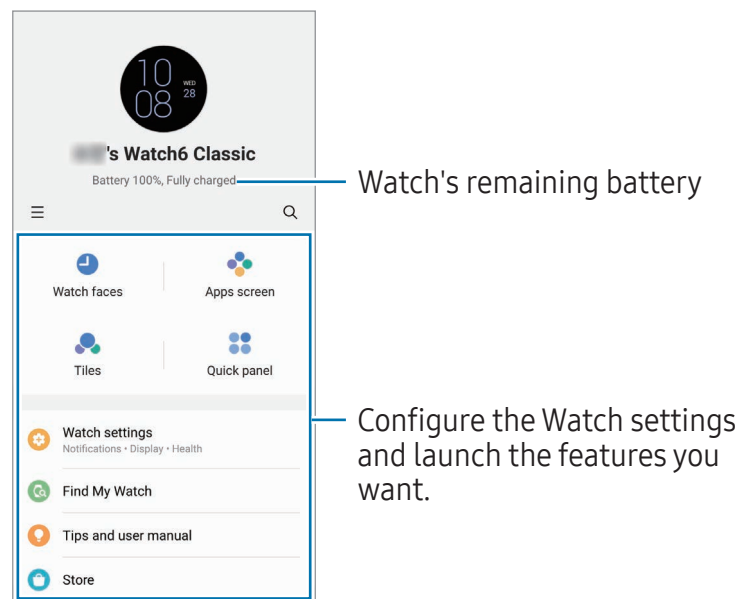 10
08
WED
28
's Watch6 Classic
Battery 100%, Fully charged
Watch's remaining battery
Watch faces
Apps screen
Tiles
Quick panel
Watch settings
Notifications • Display • Health
Find My Watch
Tips and user manual
Store
Configure the Watch settings
and launch the features you
want.